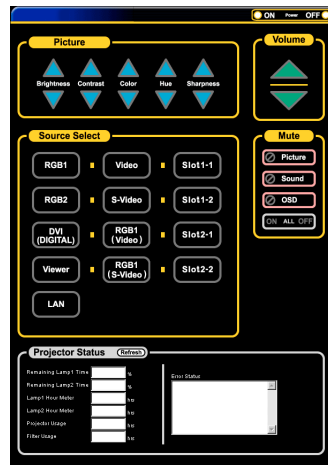 ON Power OFF
Picture
Brightness Contrast Color Hue Sharpness
Volume
Source Select
RGB1 Video Slot1-1
RGB2 S-Video Slot1-2
DVI (DIGITAL) RGB1 (Video) Slot2-1
Viewer RGB1 (S-Video) Slot2-2
LAN
Mute
Picture
Sound
OSD
ON ALL OFF
Projector Status Refresh
Remaining Lamp1 Time %
Remaining Lamp2 Time %
Lamp1 Hour Meter hrs
Lamp2 Hour Meter hrs
Projector Usage hrs
Filter Usage hrs
Error Status